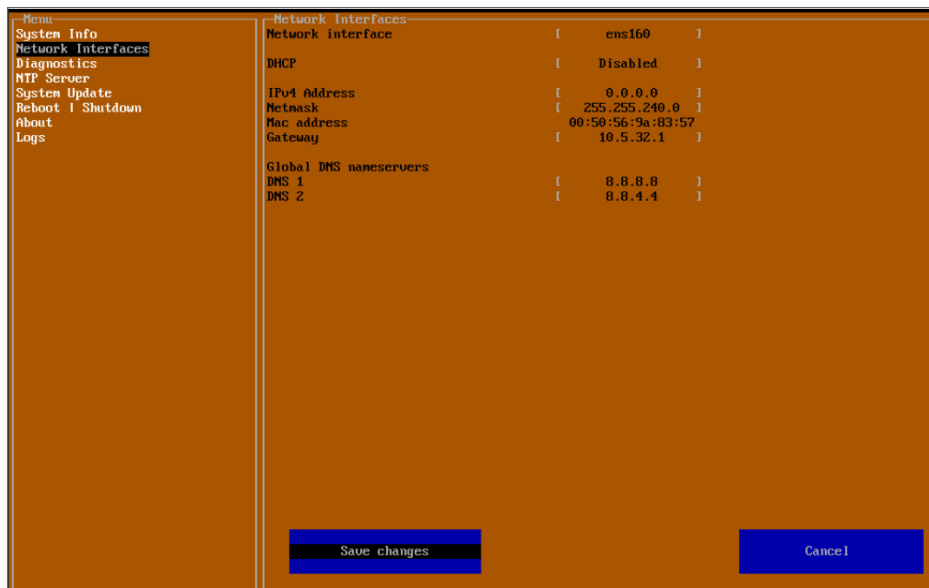 Menu
System Info
Network Interfaces
Diagnostics
NTP Server
System Update
Reboot | Shutdown
About
Logs
Network Interfaces
Network interface [ ens160 ]
DHCP [ Disabled ]
IPv4 Address [ 0.0.0.0 ]
Netmask [ 255.255.240.0 ]
Mac address 00:50:56:9a:83:57
Gateway [ 10.5.32.1 ]
Global DNS nameservers
DNS 1 [ 8.8.8.8 ]
DNS 2 [ 8.8.4.4 ]
Save changes
Cancel